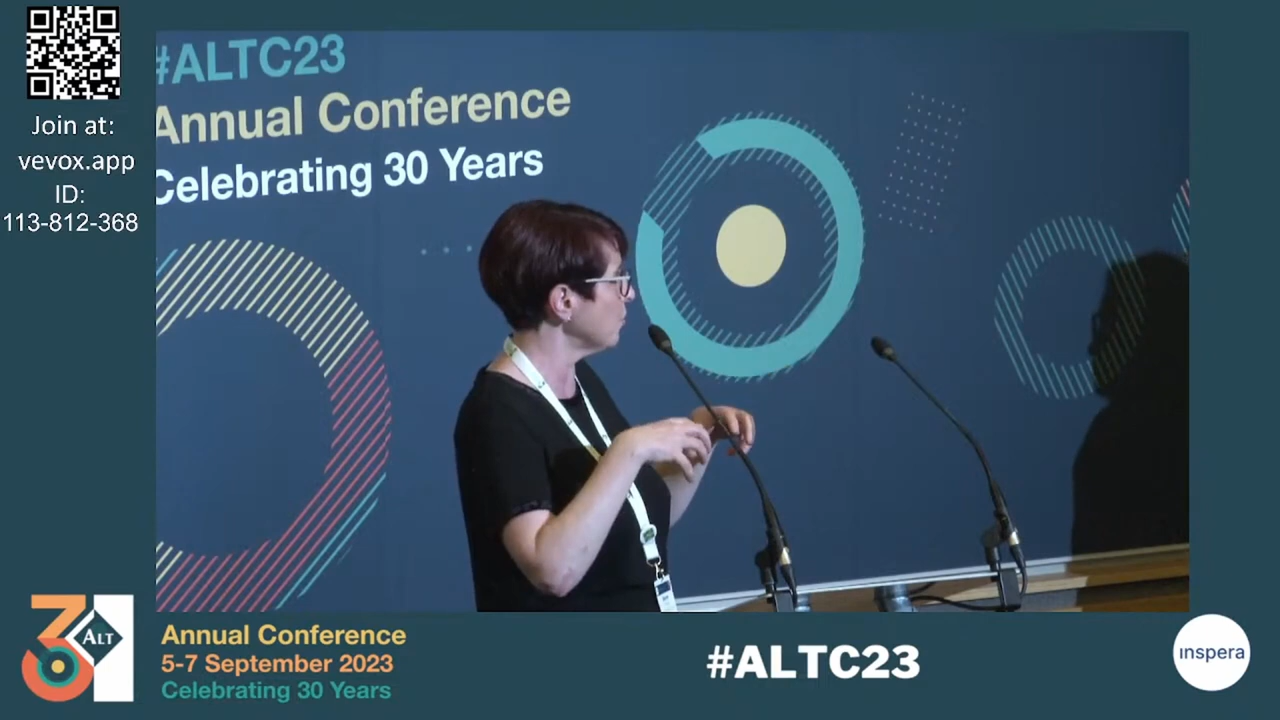 Join at:
vevox.app
ID:
113-812-368
#ALTC23
Annual Conference
Celebrating 30 Years
ALT
Annual Conference
5-7 September 2023
Celebrating 30 Years
#ALTC23
inspera